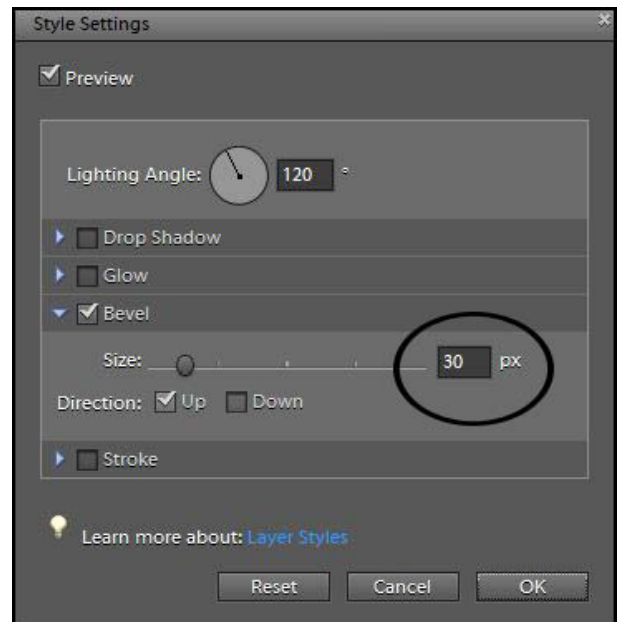 Style Settings
Preview
Lighting Angle: 120 °
Drop Shadow
Glow
Bevel
Size: 30 px
Direction: Up Down
Stroke
Learn more about: Layer Styles
Reset Cancel OK